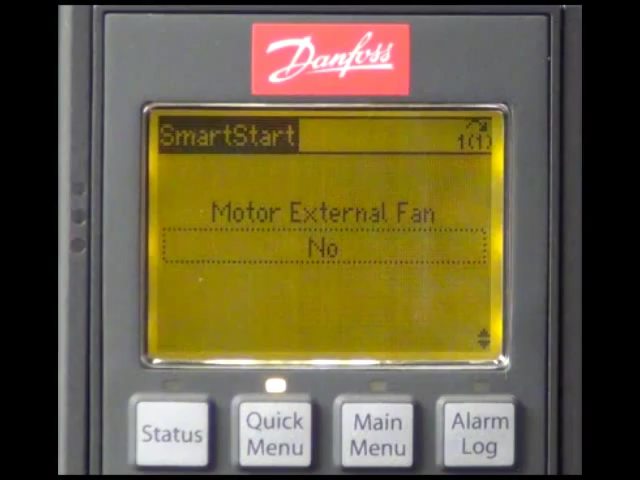 Danfoss
SmartStart
1(1)
Motor External Fan
No
Status
Quick Menu
Main Menu
Alarm Log